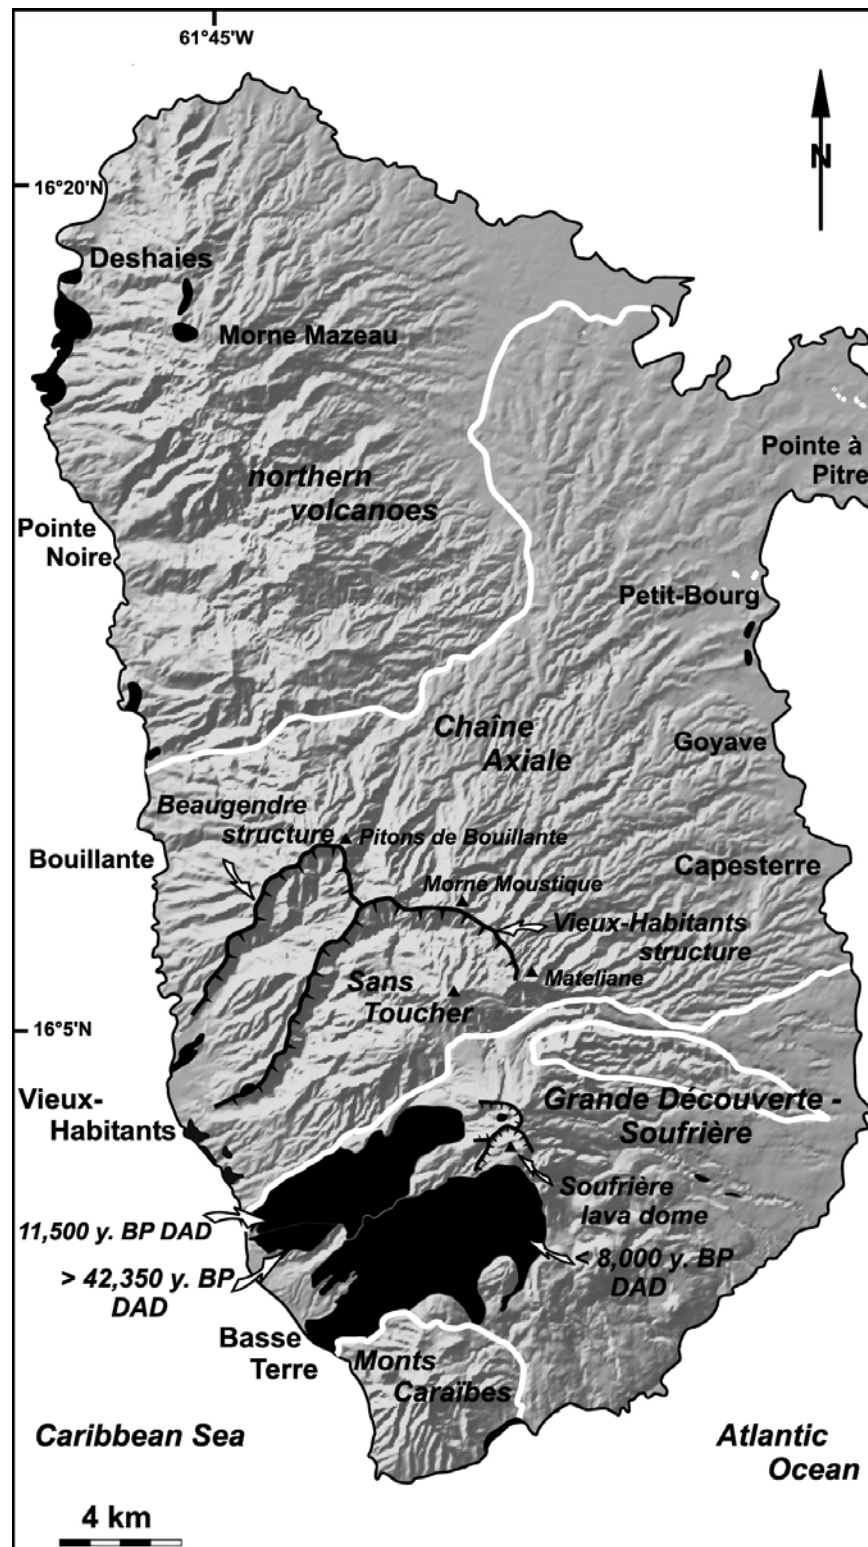 61°45'W
N
16°20'N
Deshaies
Morne Mazeau
Pointe à
Pitre
northern
volcanoes
Pointe
Noire
Petit-Bourg
Chaîne
Axiale
Goyave
Beaugendre
structure
Pitons de Bouillante
Bouillante
Capesterre
Morne Moustique
Vieux-Habitants
structure
Sans
Toucher
Mateliane
16°5'N
Vieux-
Habitants
Grande Découverte -
Soufrière
Soufrière
lava dome
11,500 y. BP DAD
< 8,000 y. BP
DAD
> 42,350 y. BP
DAD
Basse
Terre
Monts
Caraïbes
Caribbean Sea
Atlantic
Ocean
4 km